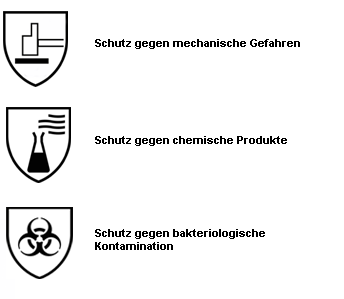 Schutz gegen mechanische Gefahren
Schutz gegen chemische Produkte
Schutz gegen bakteriologische
Kontamination